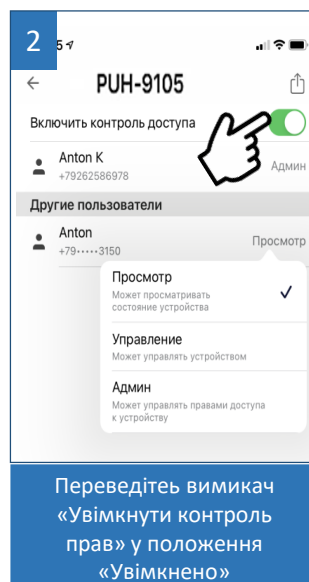 2
5
PUH-9105
Включить контроль доступа
Anton K
+79262586978
Админ
Другие пользователи
Anton
+79·····3150
Просмотр
Просмотр
Может просматривать
состояние устройства
Управление
Может управлять устройством
Админ
Может управлять правами доступа
к устройству
Переведітеь вимикач
«Увімкнути контроль
прав» у положення
«Увімкнено»